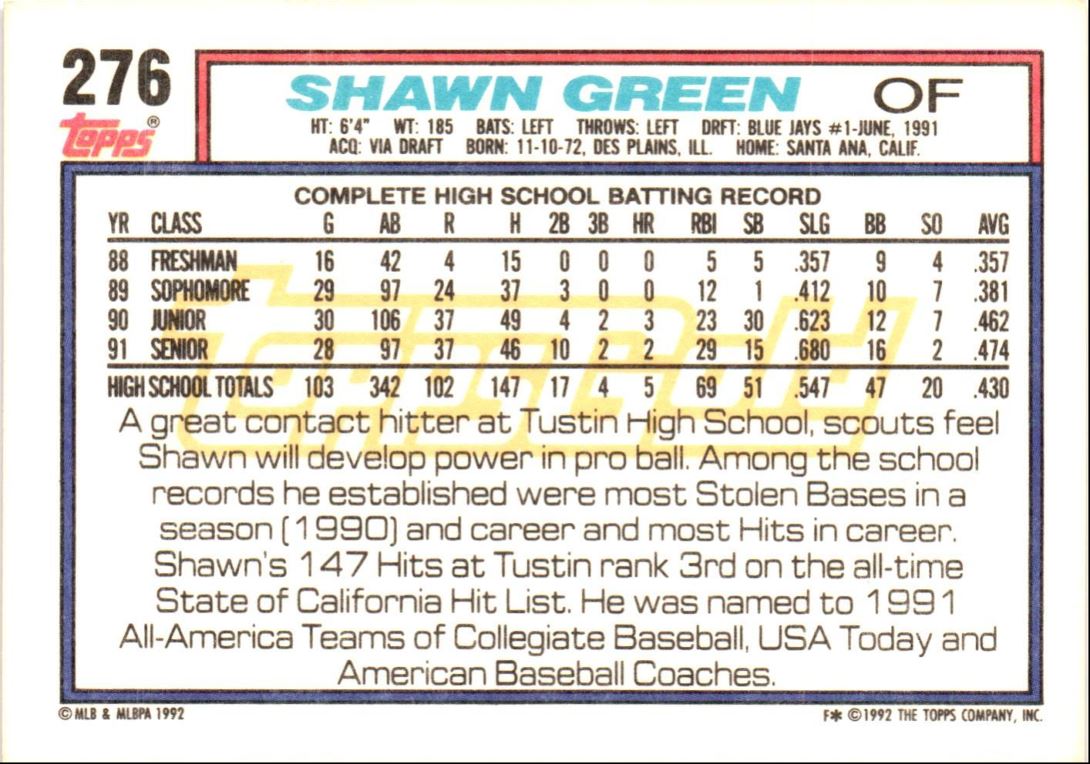 276
SHAWN GREEN OF
Topps®
HT: 6'4" WT: 185 BATS: LEFT THROWS: LEFT DRFT: BLUE JAYS #1-JUNE, 1991
ACQ: VIA DRAFT BORN: 11-10-72, DES PLAINS, ILL. HOME: SANTA ANA, CALIF.
COMPLETE HIGH SCHOOL BATTING RECORD
YR CLASS G AB R H 2B 3B HR RBI SB SLG BB SO AVG
88 FRESHMAN 16 42 4 15 0 0 0 5 5 .357 9 4 .357
89 SOPHOMORE 29 97 24 37 3 0 0 12 1 .412 10 7 .381
90 JUNIOR 30 106 37 49 4 2 3 23 30 .623 12 7 .462
91 SENIOR 28 97 37 46 10 2 2 29 15 .680 16 2 .474
HIGH SCHOOL TOTALS 103 342 102 147 17 4 5 69 51 .547 47 20 .430
ToppsGold
A great contact hitter at Tustin High School, scouts feel
Shawn will develop power in pro ball. Among the school
records he established were most Stolen Bases in a
season (1990) and career and most Hits in career.
Shawn's 147 Hits at Tustin rank 3rd on the all-time
State of California Hit List. He was named to 1991
All-America Teams of Collegiate Baseball, USA Today and
American Baseball Coaches.
© MLB & MLBPA 1992
F* © 1992 THE TOPPS COMPANY, INC.